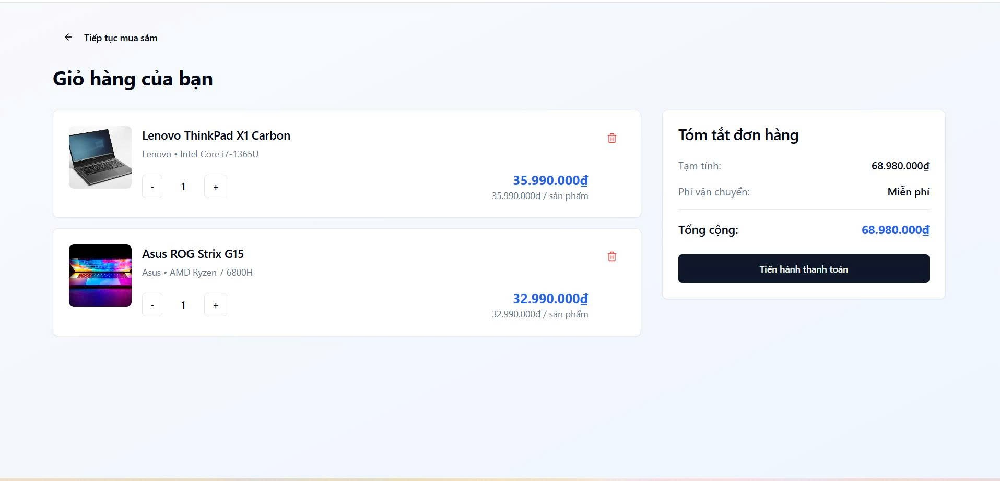 Tiếp tục mua sắm
Giỏ hàng của bạn
Lenovo ThinkPad X1 Carbon
Lenovo • Intel Core i7-1365U
- 1 +
35.990.000₫
35.990.000₫ / sản phẩm
Asus ROG Strix G15
Asus • AMD Ryzen 7 6800H
- 1 +
32.990.000₫
32.990.000₫ / sản phẩm
Tóm tắt đơn hàng
Tạm tính: 68.980.000₫
Phí vận chuyển: Miễn phí
Tổng cộng: 68.980.000₫
Tiến hành thanh toán